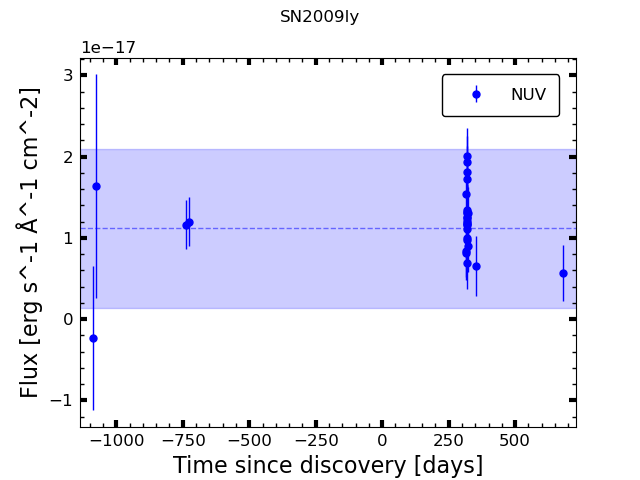 SN2009ly
1e−17
NUV
3
2
1
0
−1
Flux [erg s^-1 Å^-1 cm^-2]
−1000 −750 −500 −250 0 250 500
Time since discovery [days]